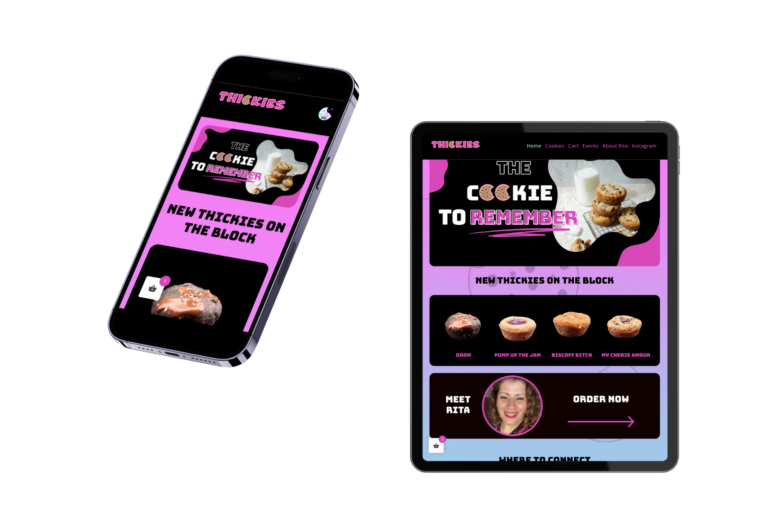 THICKIES
THE
COOKIE
TO REMEMBER
NEW THICKIES ON
THE BLOCK
THICKIES
Home Cookies Cart Events About Rita Instagram
THE
COOKIE
TO REMEMBER
NEW THICKIES ON THE BLOCK
DOOM PUMP UP THE JAM BISCOFF BITCH MY CHERIE AMOUR
MEET
RITA
ORDER NOW
WHERE TO CONNECT